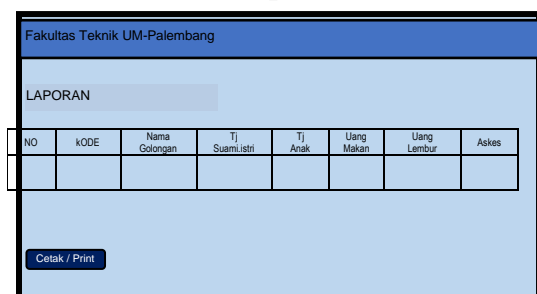 Fakultas Teknik UM-Palembang
LAPORAN
NO kODE Nama Golongan Tj Suami.istri Tj Anak Uang Makan Uang Lembur Askes
Cetak / Print